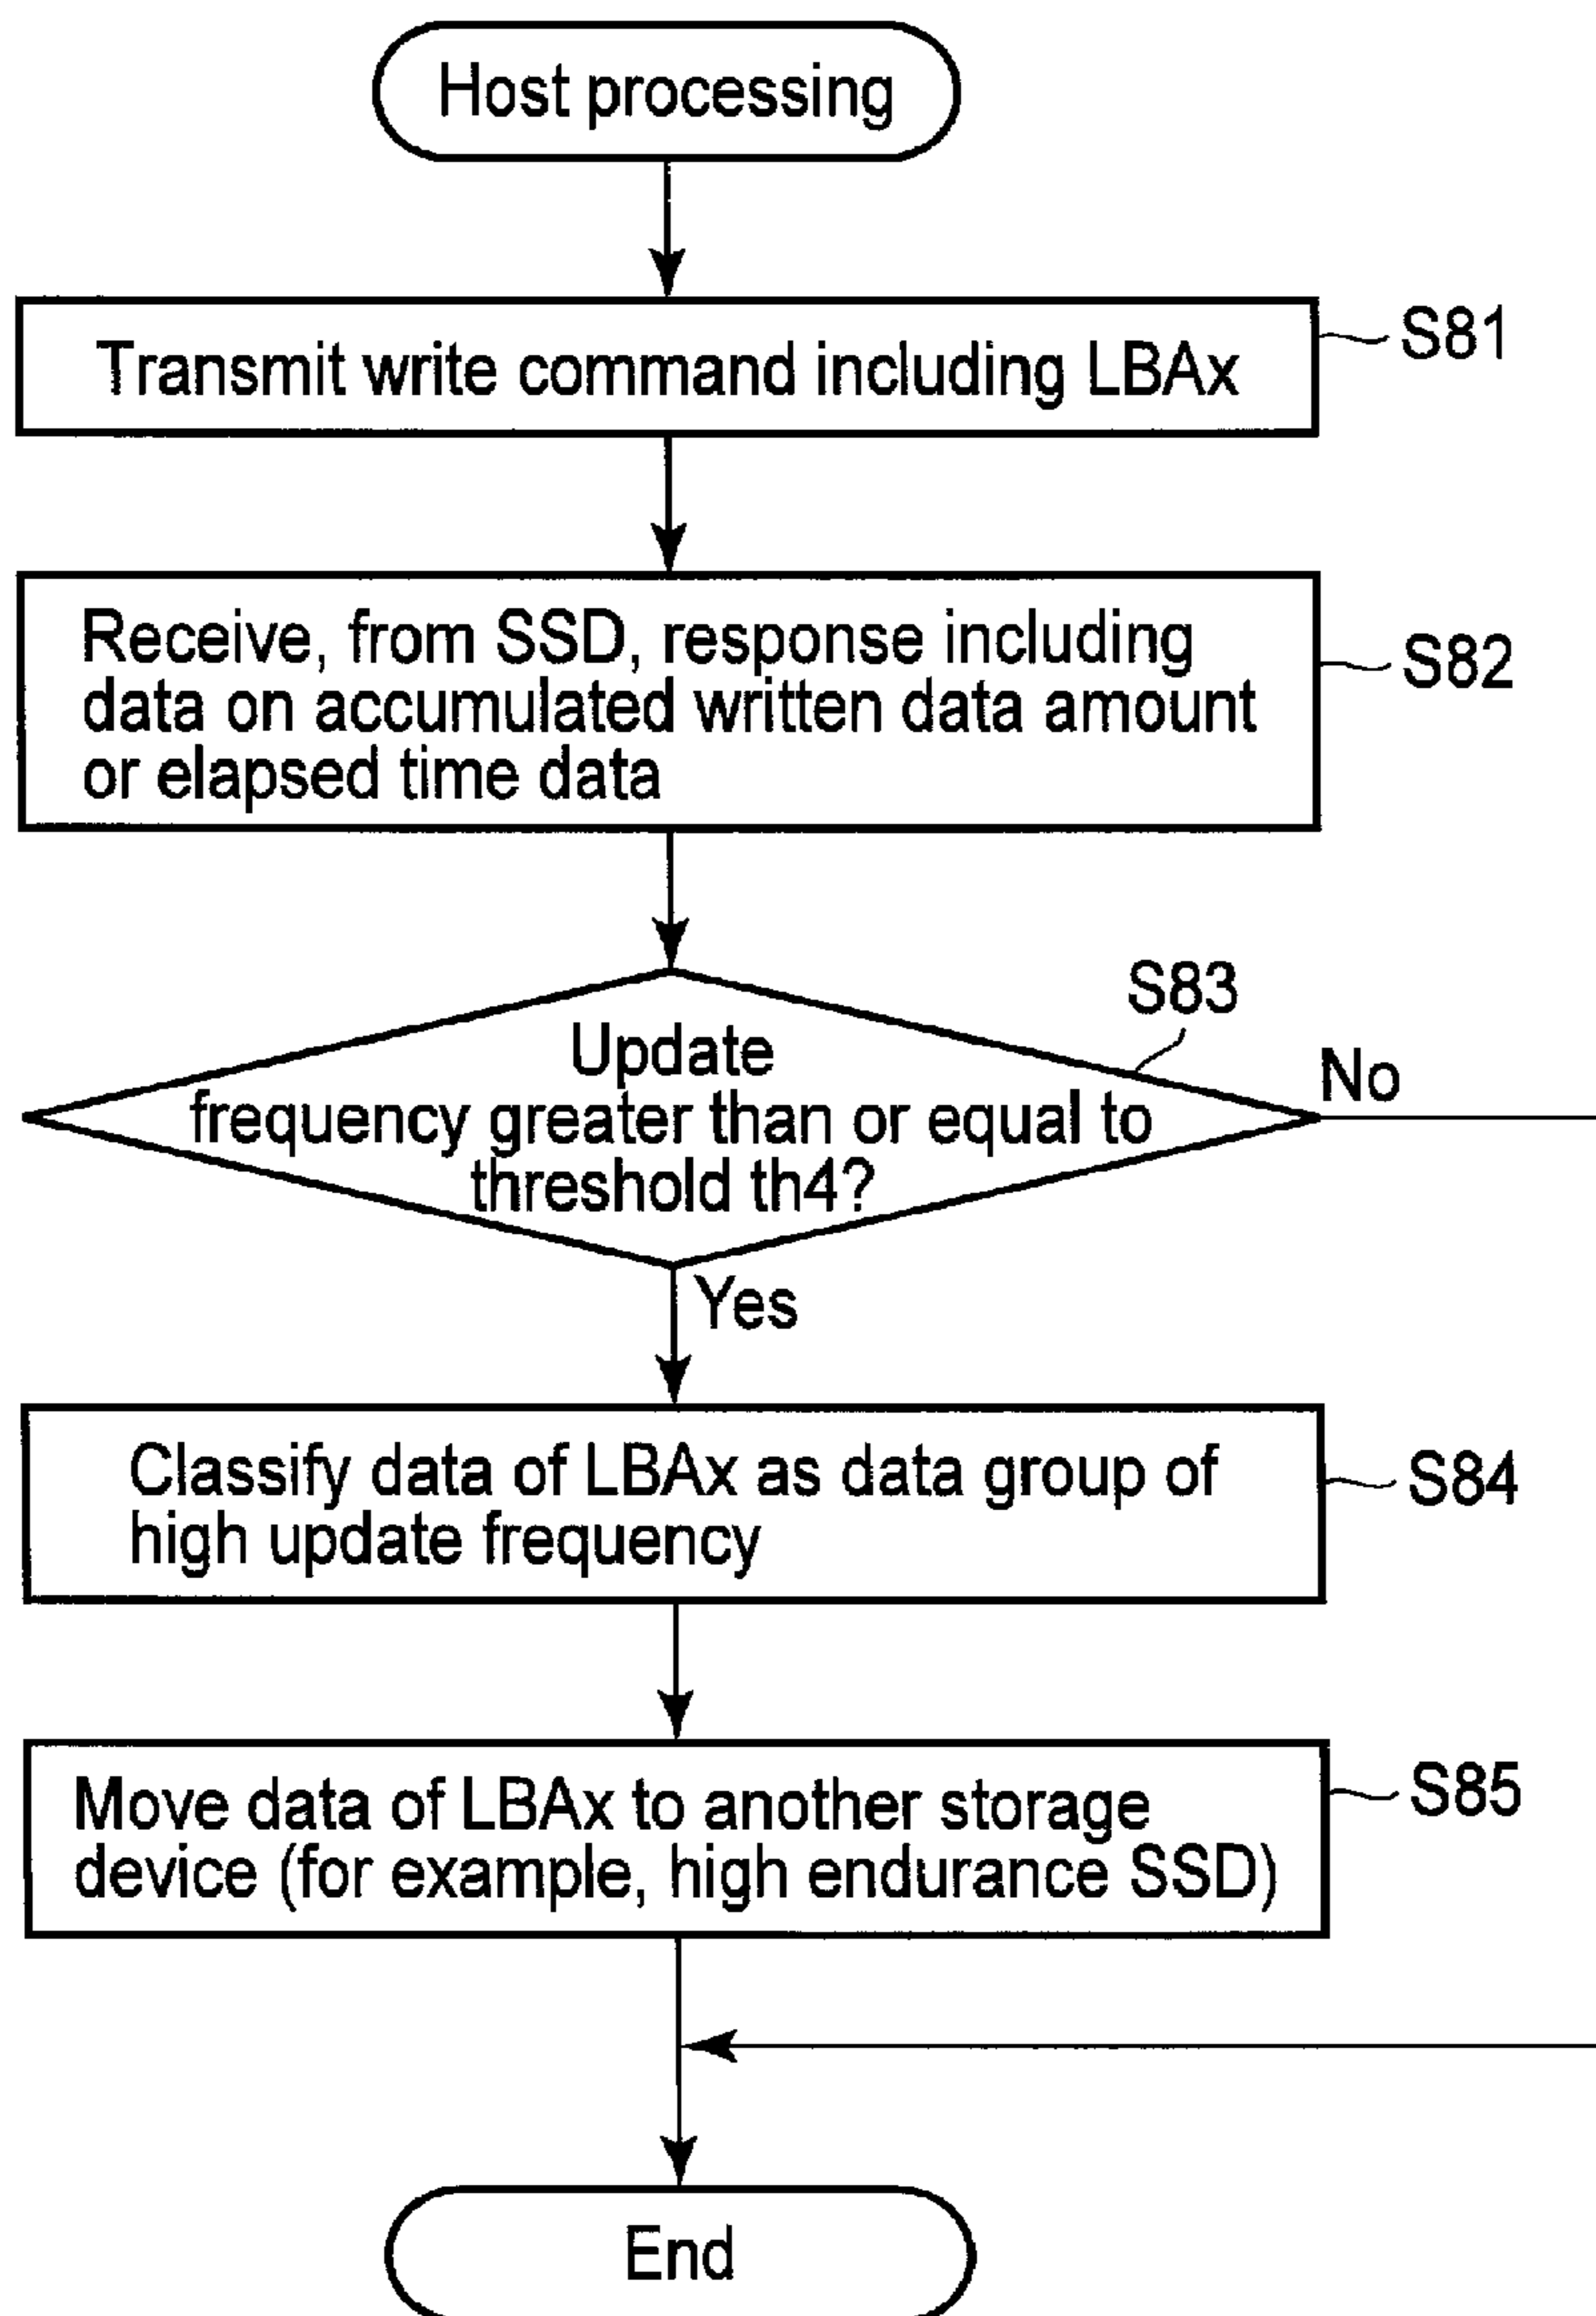 Host processing
Transmit write command including LBAx
S81
Receive, from SSD, response including
data on accumulated written data amount
or elapsed time data
S82
S83
Update
frequency greater than or equal to
threshold th4?
No
Yes
Classify data of LBAx as data group of
high update frequency
S84
Move data of LBAx to another storage
device (for example, high endurance SSD)
S85
End